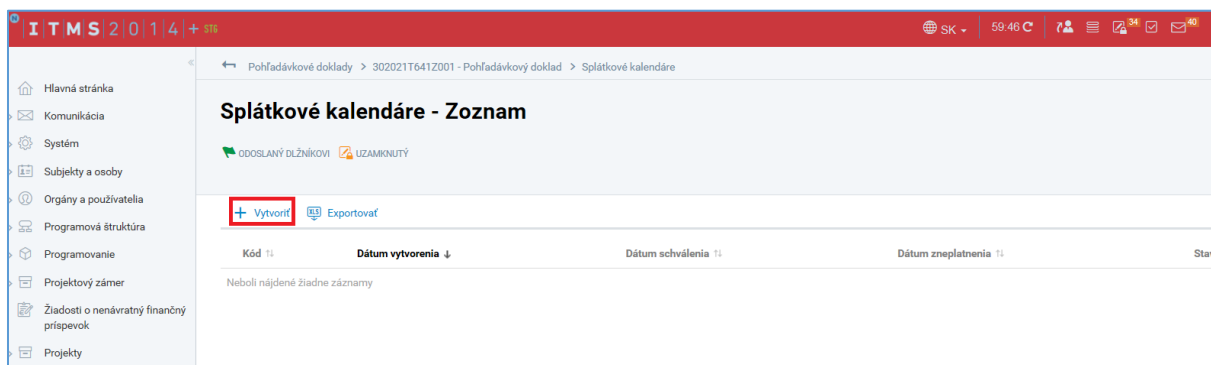 ITMS2014+ STG
SK
59:46
34
40
Pohľadávkové doklady > 302021T641Z001 - Pohľadávkový doklad > Splátkové kalendáre
Hlavná stránka
Komunikácia
Systém
Subjekty a osoby
Orgány a používatelia
Programová štruktúra
Programovanie
Projektový zámer
Žiadosti o nenávratný finančný
príspevok
Projekty
Splátkové kalendáre - Zoznam
ODOSLANÝ DLŽNÍKOVI UZAMKNUTÝ
+ Vytvoriť XLS Exportovať
Kód Dátum vytvorenia ↓ Dátum schválenia Dátum zneplatnenia Stav
Neboli nájdené žiadne záznamy